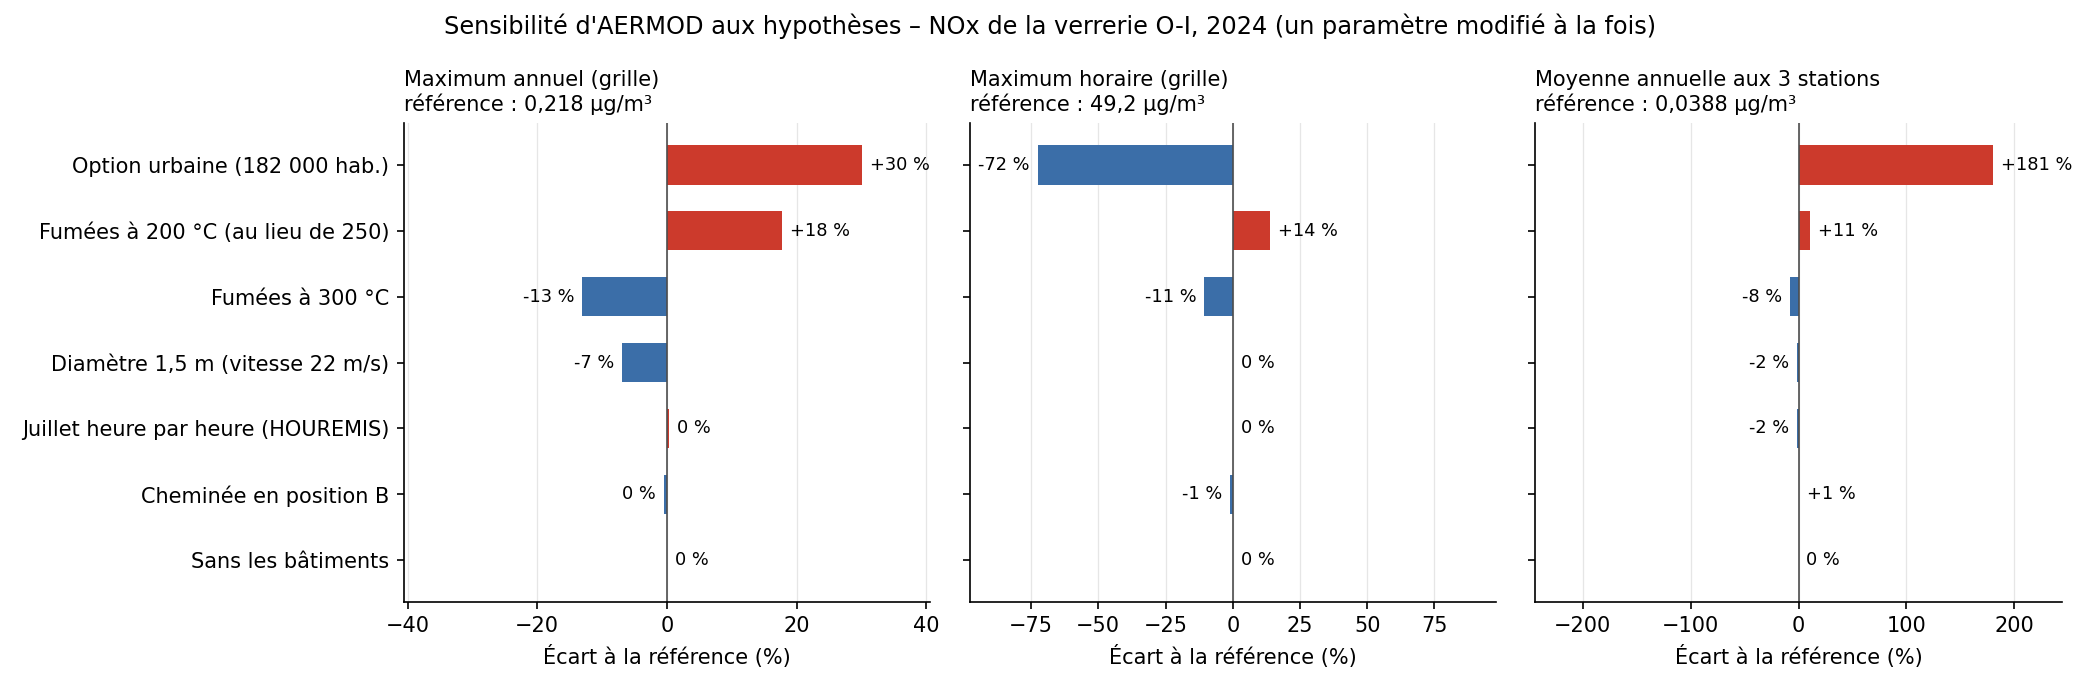 Sensibilité d'AERMOD aux hypothèses – NOx de la verrerie O-I, 2024 (un paramètre modifié à la fois)
Maximum annuel (grille)
référence : 0,218 µg/m³
Maximum horaire (grille)
référence : 49,2 µg/m³
Moyenne annuelle aux 3 stations
référence : 0,0388 µg/m³
Option urbaine (182 000 hab.)
+30 %
-72 %
+181 %
Fumées à 200 °C (au lieu de 250)
+18 %
+14 %
+11 %
Fumées à 300 °C
-13 %
-11 %
-8 %
Diamètre 1,5 m (vitesse 22 m/s)
-7 %
0 %
-2 %
Juillet heure par heure (HOUREMIS)
0 %
0 %
-2 %
Cheminée en position B
0 %
-1 %
+1 %
Sans les bâtiments
0 %
0 %
0 %
−40 −20 0 20 40
−75 −50 −25 0 25 50 75
−200 −100 0 100 200
Écart à la référence (%)
Écart à la référence (%)
Écart à la référence (%)